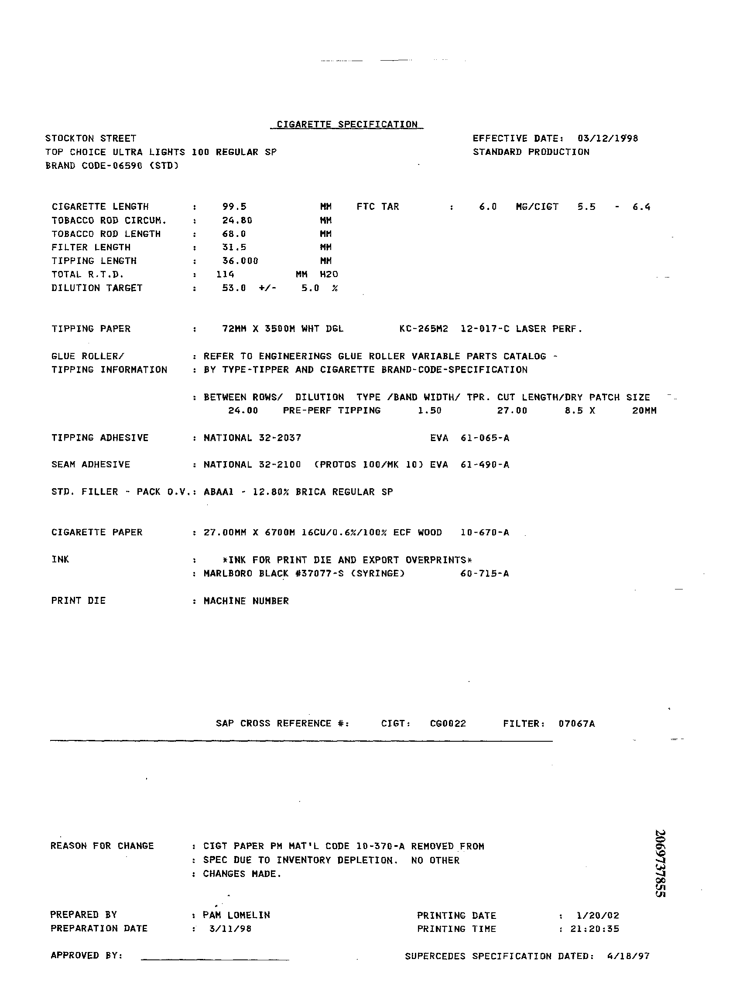 CIGARETTE SPECIFICATION
STOCKTON STREET EFFECTIVE DATE: 03/12/1998
TOP CHOICE ULTRA LIGHTS 100 REGULAR SP STANDARD PRODUCTION
BRAND CODE-06590 (STD)
CIGARETTE LENGTH : 99.5 MM FTC TAR : 6.0 MG/CIGT 5.5 - 6.4
TOBACCO ROD CIRCUM. : 24.80 MM
TOBACCO ROD LENGTH : 68.0 MM
FILTER LENGTH : 31.5 MM
TIPPING LENGTH : 36.000 MM
TOTAL R.T.D. : 114 MM H2O
DILUTION TARGET : 53.0 +/- 5.0 %
TIPPING PAPER : 72MM X 3500M WHT DGL KC-265M2 12-017-C LASER PERF.
GLUE ROLLER/ : REFER TO ENGINEERINGS GLUE ROLLER VARIABLE PARTS CATALOG -
TIPPING INFORMATION : BY TYPE-TIPPER AND CIGARETTE BRAND-CODE-SPECIFICATION
: BETWEEN ROWS/ DILUTION TYPE /BAND WIDTH/ TPR. CUT LENGTH/DRY PATCH SIZE
24.00 PRE-PERF TIPPING 1.50 27.00 8.5 X 20MM
TIPPING ADHESIVE : NATIONAL 32-2037 EVA 61-065-A
SEAM ADHESIVE : NATIONAL 32-2100 (PROTOS 100/MK 10) EVA 61-490-A
STD. FILLER - PACK O.V.: ABAA1 - 12.80% BRICA REGULAR SP
CIGARETTE PAPER : 27.00MM X 6700M 16CU/0.6%/100% ECF WOOD 10-670-A
INK : *INK FOR PRINT DIE AND EXPORT OVERPRINTS*
: MARLBORO BLACK #37077-S (SYRINGE) 60-715-A
PRINT DIE : MACHINE NUMBER
SAP CROSS REFERENCE #: CIGT: CG0022 FILTER: 07067A
REASON FOR CHANGE : CIGT PAPER PM MAT'L CODE 10-370-A REMOVED FROM
: SPEC DUE TO INVENTORY DEPLETION. NO OTHER
: CHANGES MADE.
2069737855
PREPARED BY : PAM LOMELIN PRINTING DATE : 1/20/02
PREPARATION DATE : 3/11/98 PRINTING TIME : 21:20:35
APPROVED BY: SUPERCEDES SPECIFICATION DATED: 4/18/97